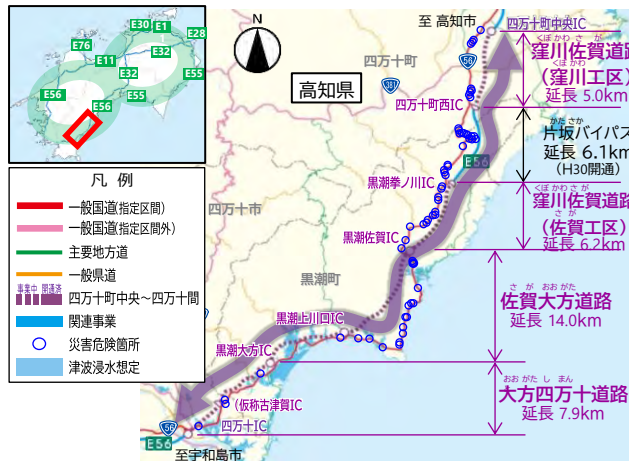 E30
E1
E28
E76
E11
E32
E32
E55
E56
E56
E55
凡 例
一般国道(指定区間)
一般国道(指定区間外)
主要地方道
一般県道
事業中 開通済
四万十町中央～四万十間
関連事業
災害危険箇所
津波浸水想定
N
高知県
至 高知市
四万十町中央IC
56
四万十町
381
四万十町西IC
E56
黒潮拳ノ川IC
四万十市
黒潮佐賀IC
黒潮町
黒潮上川口IC
黒潮大方IC
(仮称古津賀IC
四万十IC
56
E56
至宇和島市
くぼかわ さが
窪川佐賀道路
くぼかわ
(窪川工区)
延長 5.0km
かたさか
片坂バイパス
延長 6.1km
(H30開通)
くぼかわ さが
窪川佐賀道路
さが
(佐賀工区)
延長 6.2km
さが おおがた
佐賀大方道路
延長 14.0km
おおがた し まん
大方四万十道路
延長 7.9km